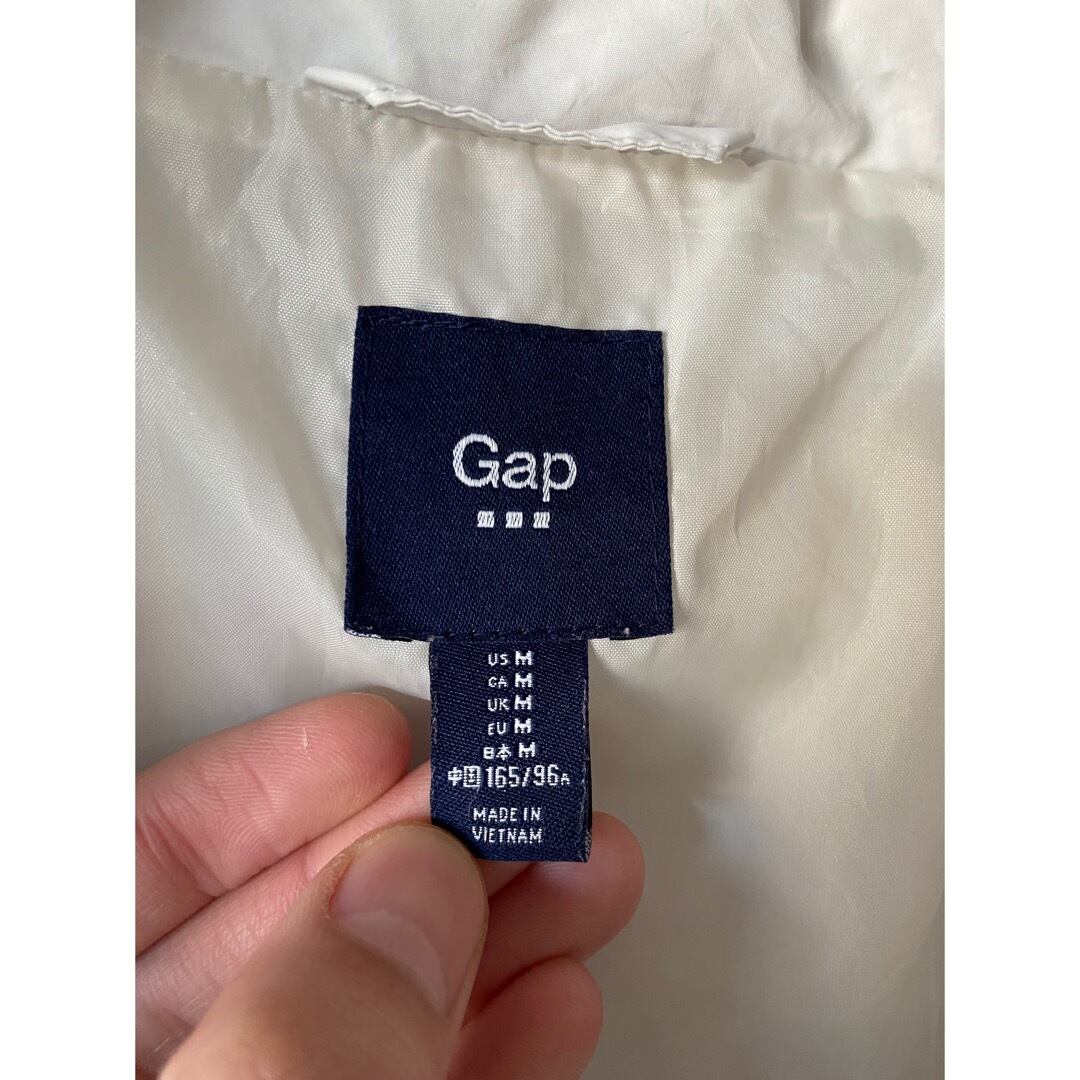 Gap
US M
CA M
UK M
EU M
日本 M
中国 165/96A
MADE IN
VIETNAM